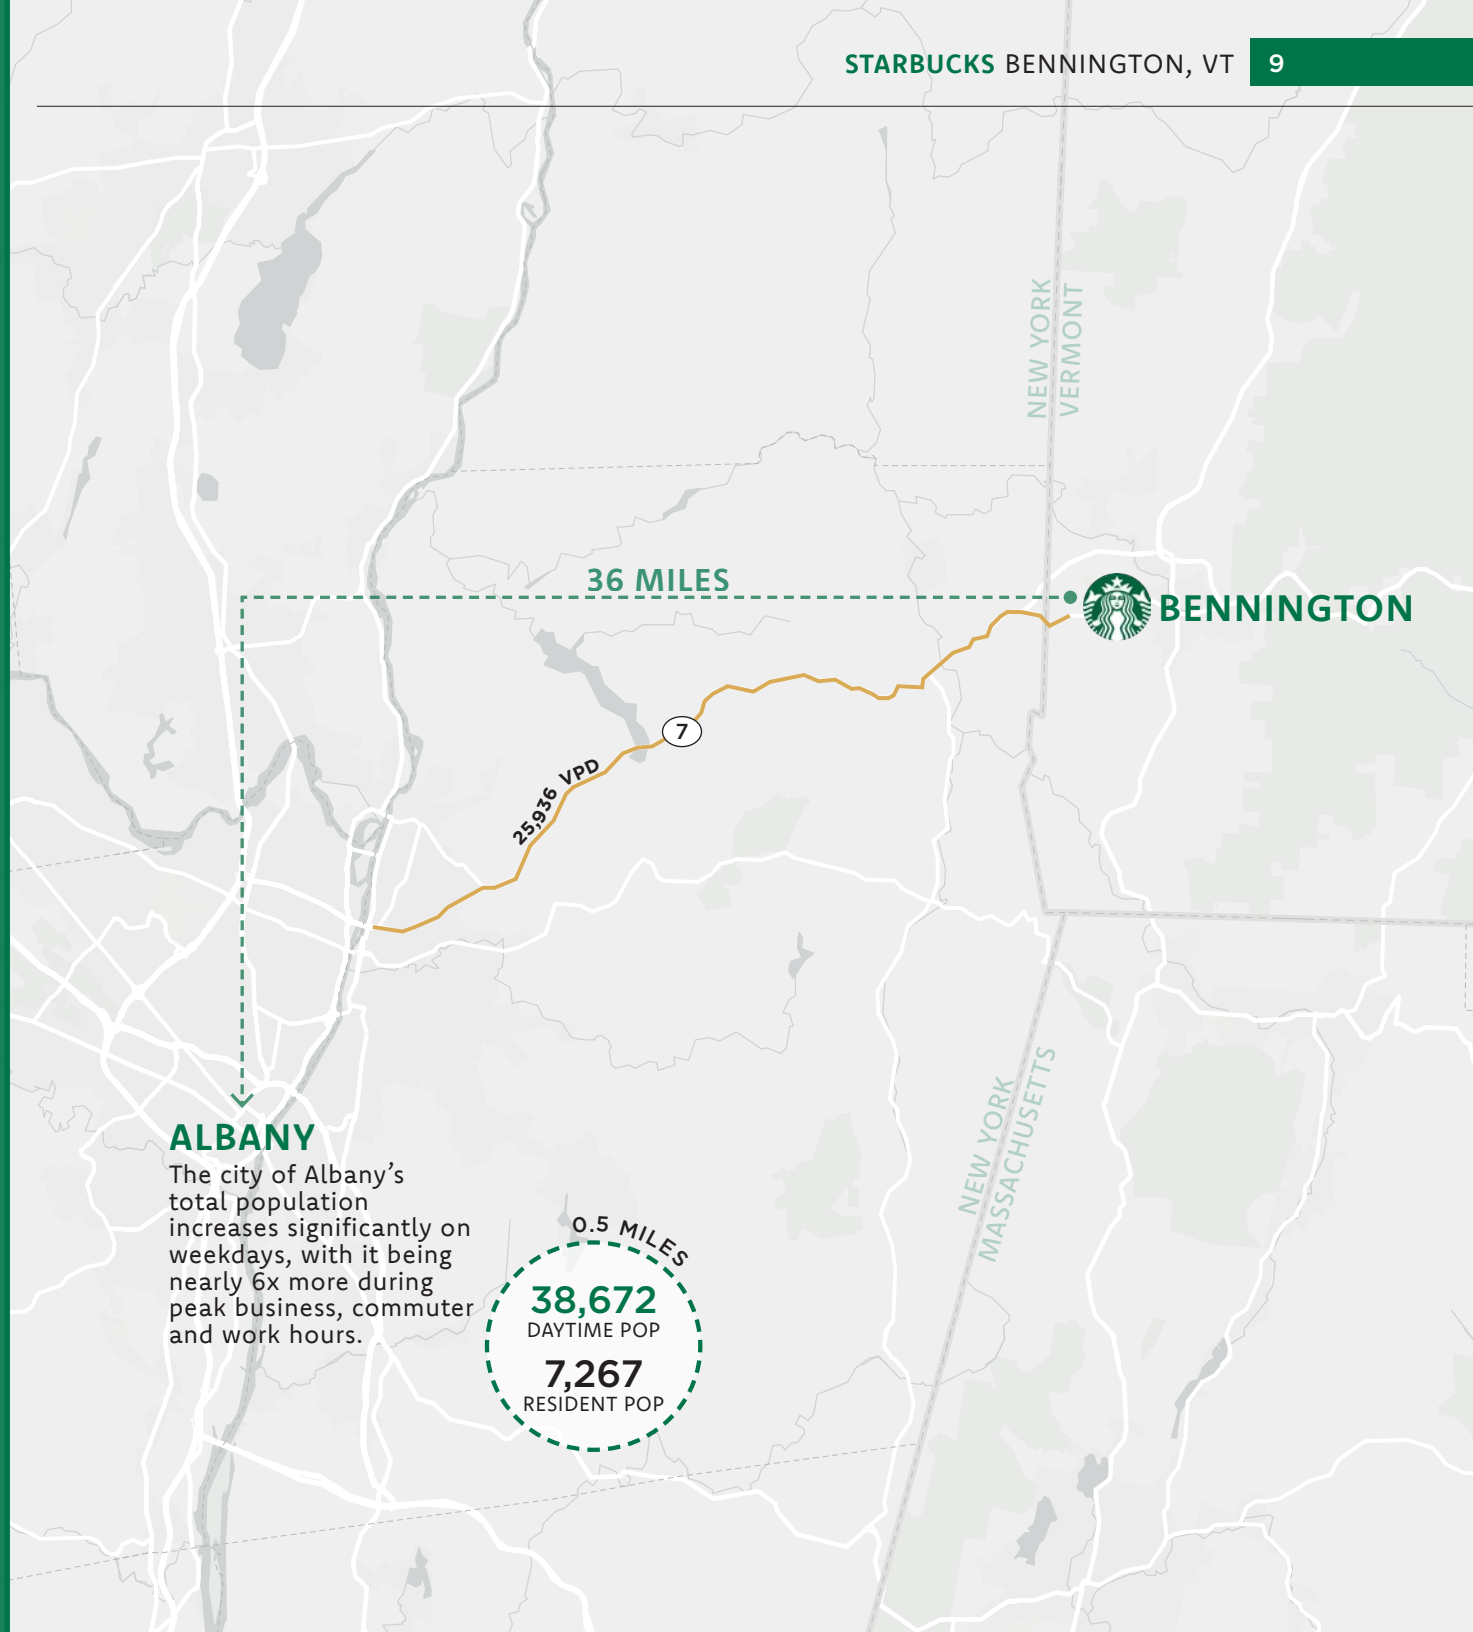 STARBUCKS BENNINGTON, VT 9
NEW YORK
VERMONT
36 MILES
BENNINGTON
7
25,936 VPD
NEW YORK
MASSACHUSETTS
ALBANY
The city of Albany’s
total population
increases significantly on
weekdays, with it being
nearly 6x more during
peak business, commuter
and work hours.
0.5 MILES
38,672
DAYTIME POP
7,267
RESIDENT POP